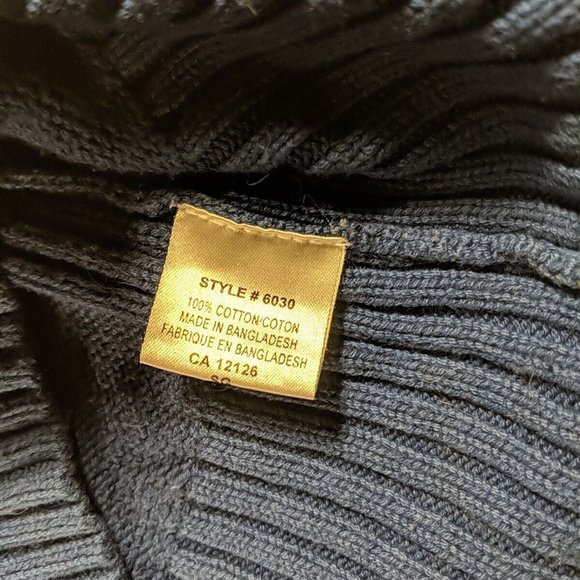 STYLE # 6030
100% COTTON/COTON
MADE IN BANGLADESH
FABRIQUE EN BANGLADESH
CA 12126